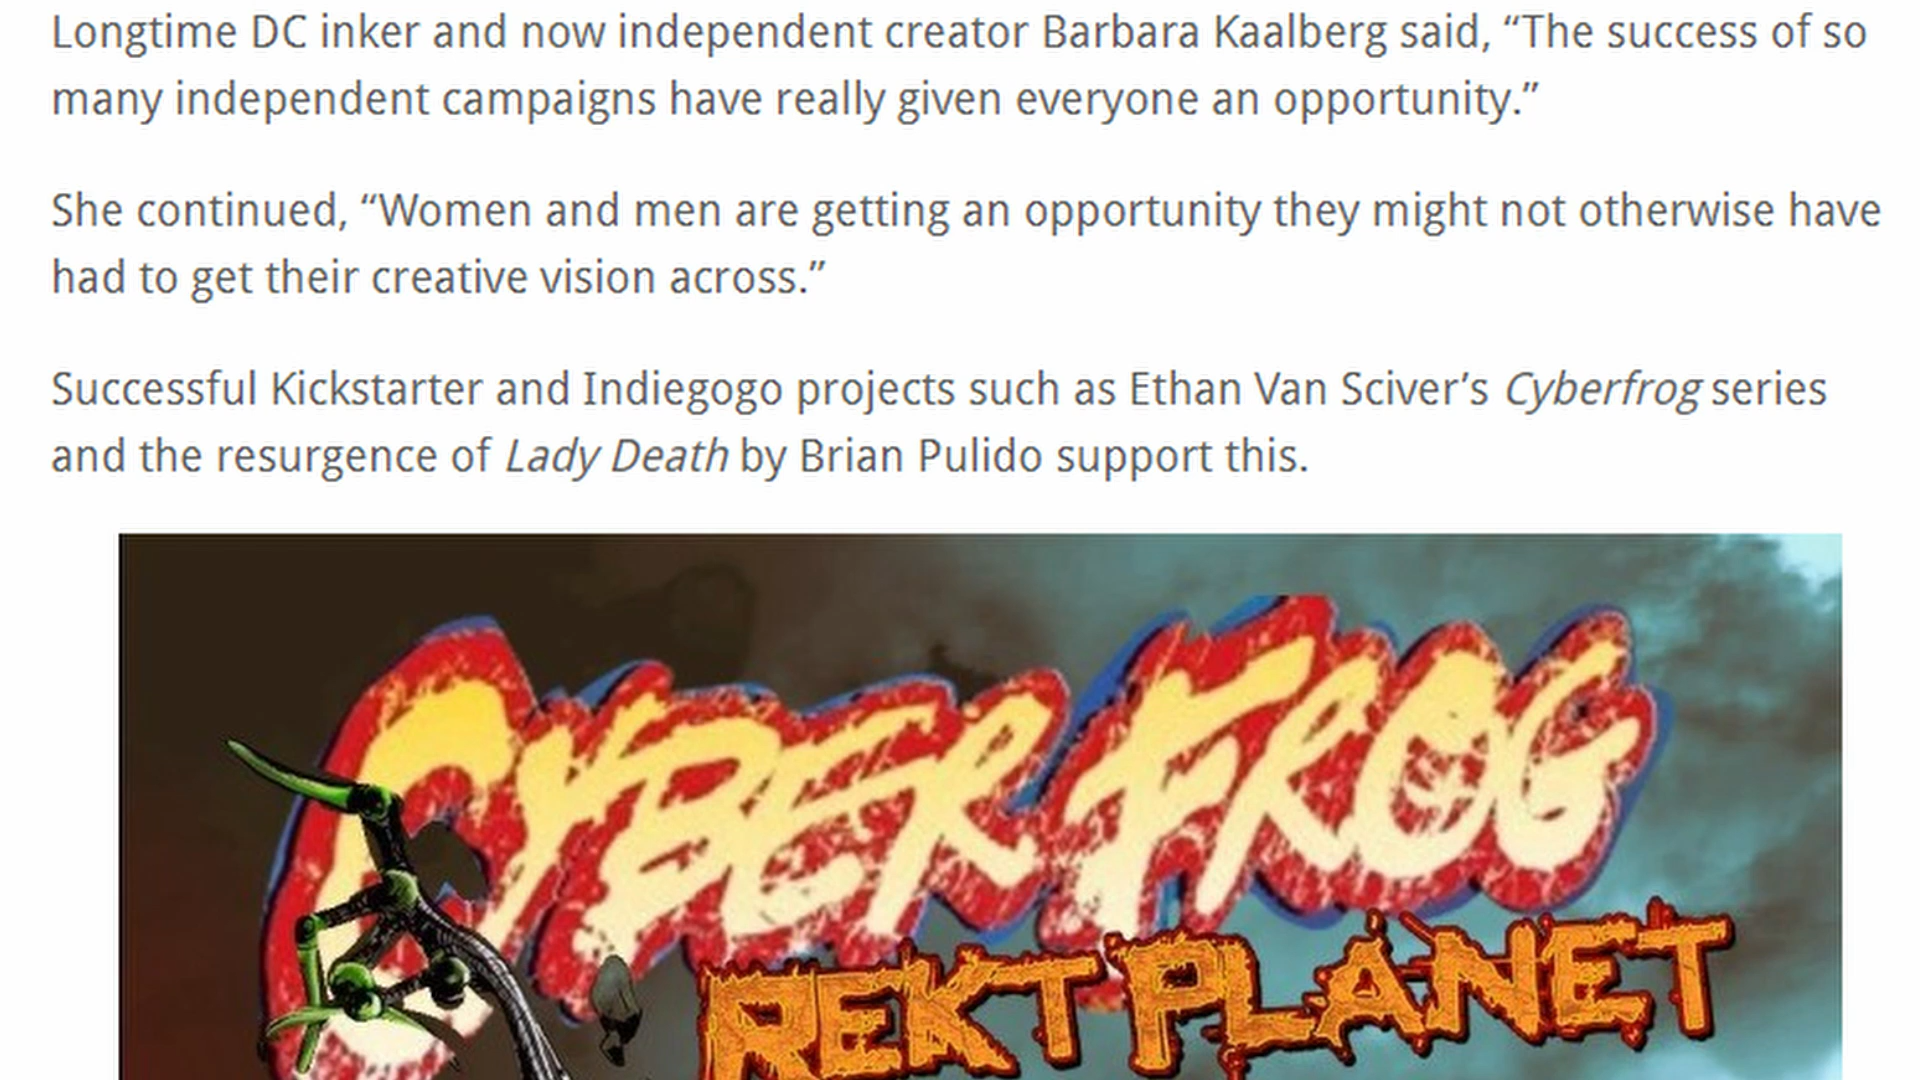 Longtime DC inker and now independent creator Barbara Kaalberg said, “The success of so
many independent campaigns have really given everyone an opportunity.”
She continued, “Women and men are getting an opportunity they might not otherwise have
had to get their creative vision across.”
Successful Kickstarter and Indiegogo projects such as Ethan Van Sciver’s Cyberfrog series
and the resurgence of Lady Death by Brian Pulido support this.
CYBER FROG
REKT PLANET